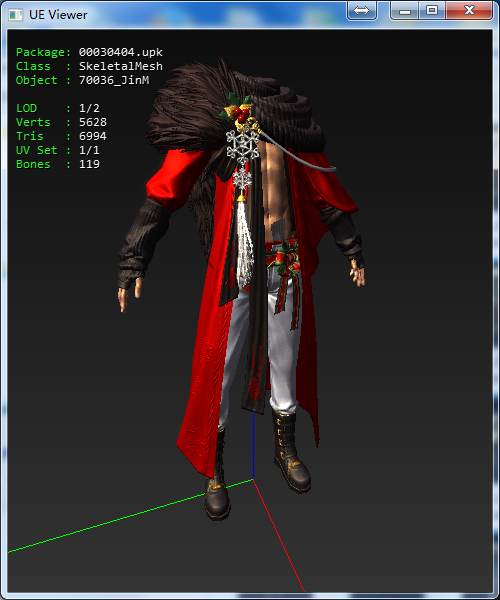 UE Viewer
Package: 00030404.upk
Class : SkeletalMesh
Object : 70036_JinM
LOD : 1/2
Verts : 5628
Tris : 6994
UV Set : 1/1
Bones : 119